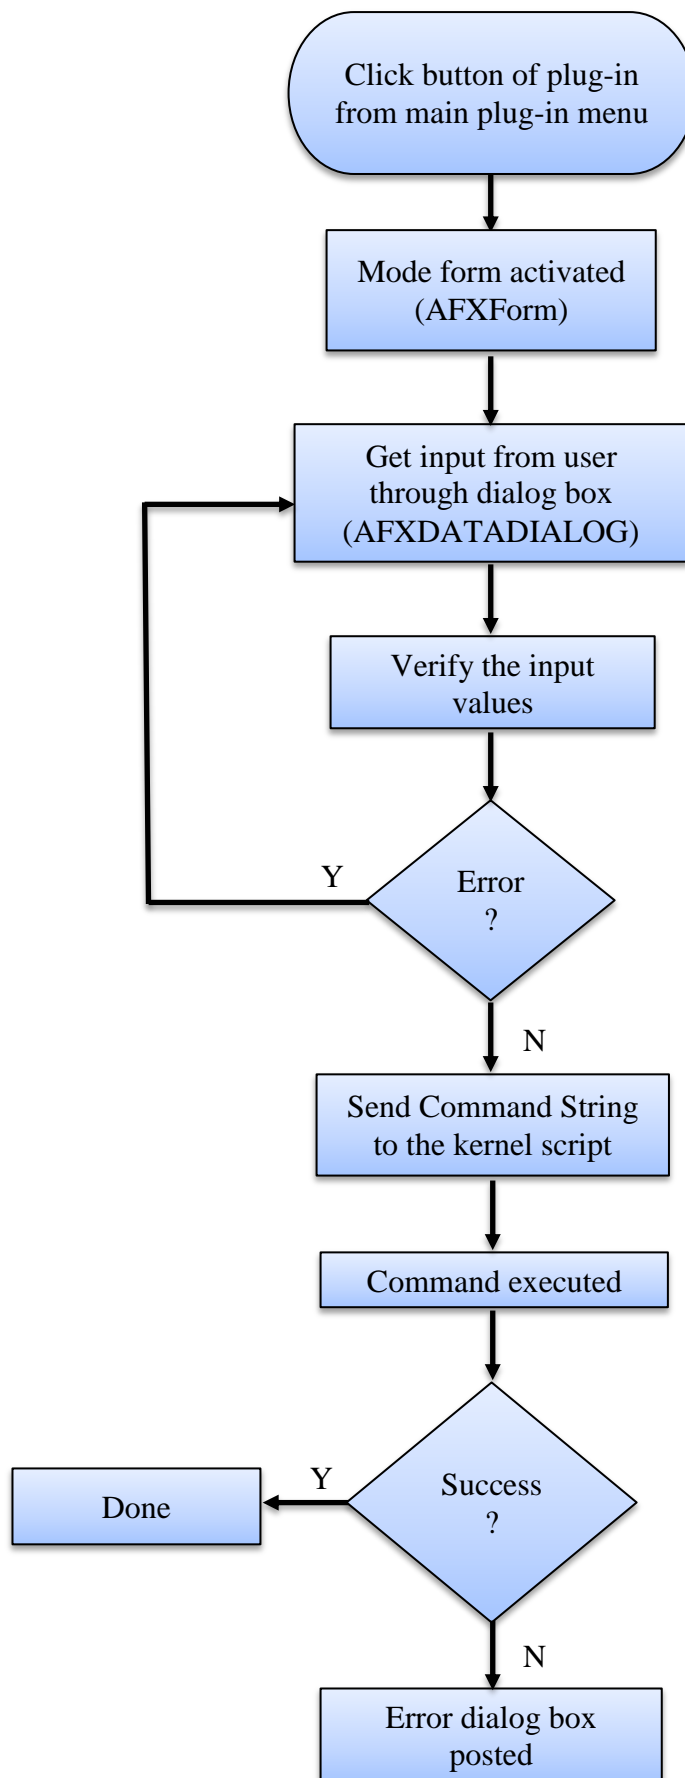 Click button of plug-in
from main plug-in menu
Mode form activated
(AFXForm)
Get input from user
through dialog box
(AFXDATADIALOG)
Verify the input
values
Y
Error
?
N
Send Command String
to the kernel script
Command executed
Y
Success
?
Done
N
Error dialog box
posted